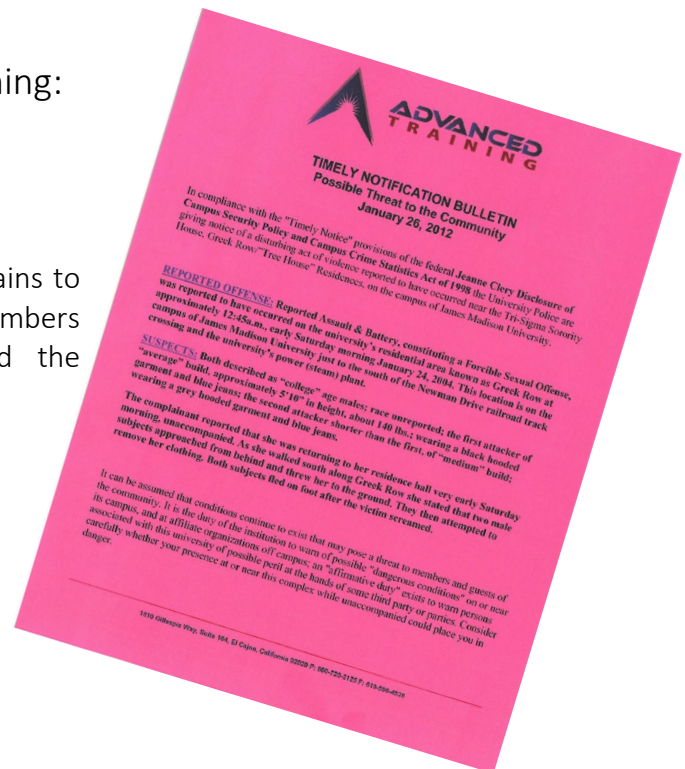 ning:
ains to
mbers
d the
ADVANCED
TRAINING
TIMELY NOTIFICATION BULLETIN
Possible Threat to the Community
January 26, 2012
In compliance with the "Timely Notice" provisions of the federal Jeanne Clery Disclosure of
Campus Security Policy and Campus Crime Statistics Act of 1998 the University Police are
giving notice of a disturbing act of violence reported to have occurred near the Tri-Sigma Sorority
House, Greek Row/"Tree House" Residences, on the campus of James Madison University.
REPORTED OFFENSE: Reported Assault & Battery, constituting a Forcible Sexual Offense,
was reported to have occurred on the university's residential area known as Greek Row at
approximately 12:45a.m., early Saturday morning January 24, 2004. This location is on the
campus of James Madison University just to the south of the Newman Drive railroad track
crossing and the university's power (steam) plant.
SUSPECTS: Both described as "college" age males; race unreported; the first attacker of
"average" build, approximately 5'10" in height, about 140 lbs.; wearing a black hooded
garment and blue jeans; the second attacker shorter than the first, of "medium" build;
wearing a grey hooded garment and blue jeans.
The complainant reported that she was returning to her residence hall very early Saturday
morning, unaccompanied. As she walked south along Greek Row she stated that two male
subjects approached from behind and threw her to the ground. They then attempted to
remove her clothing. Both subjects fled on foot after the victim screamed.
It can be assumed that conditions continue to exist that may pose a threat to members and guests of
the community. It is the duty of the institution to warn of possible "dangerous conditions" on or near
its campus, and at affiliate organizations off campus; an "affirmative duty" exists to warn persons
associated with this university of possible peril at the hands of some third party or parties. Consider
carefully whether your presence at or near this complex while unaccompanied could place you in
danger.
Gillespie Way, Suite 104, El Cajon, California 92020 P: